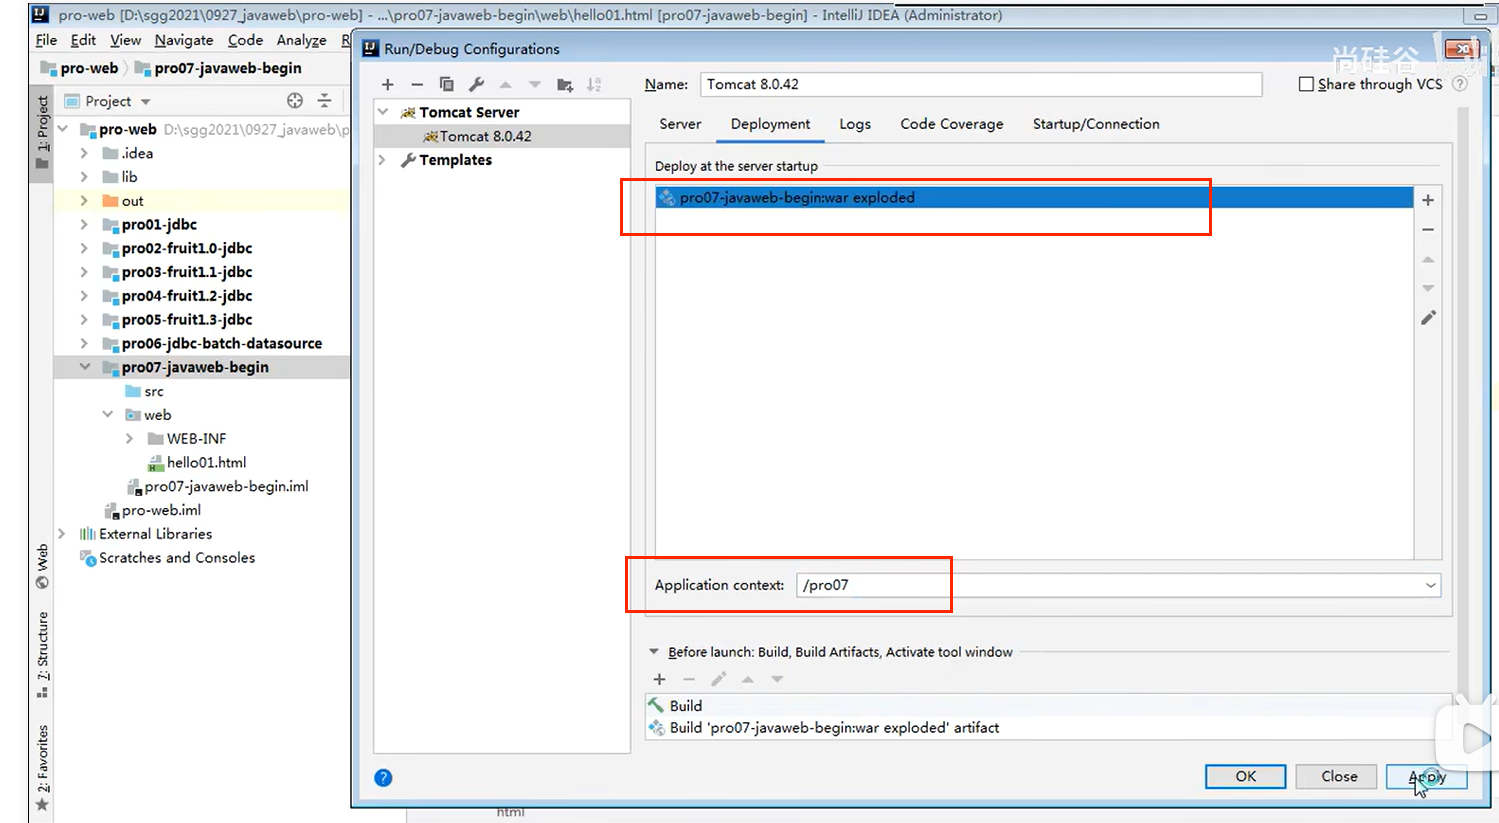 pro-web [D:\sgg2021\0927_javaweb\pro-web] - ...\pro07-javaweb-begin\web\hello01.html [pro07-javaweb-begin] - IntelliJ IDEA (Administrator)
File Edit View Navigate Code Analyze R
pro-web pro07-javaweb-begin
1: Project
Project
pro-web D:\sgg2021\0927_javaweb\p
.idea
lib
out
pro01-jdbc
pro02-fruit1.0-jdbc
pro03-fruit1.1-jdbc
pro04-fruit1.2-jdbc
pro05-fruit1.3-jdbc
pro06-jdbc-batch-datasource
pro07-javaweb-begin
src
web
WEB-INF
hello01.html
pro07-javaweb-begin.iml
pro-web.iml
External Libraries
Scratches and Consoles
Web
7: Structure
2: Favorites
Run/Debug Configurations
尚硅谷
Tomcat Server
Tomcat 8.0.42
Templates
Name: Tomcat 8.0.42
Share through VCS
Server Deployment Logs Code Coverage Startup/Connection
Deploy at the server startup
pro07-javaweb-begin:war exploded
Application context: /pro07
Before launch: Build, Build Artifacts, Activate tool window
Build
Build 'pro07-javaweb-begin:war exploded' artifact
OK Close Apply
html